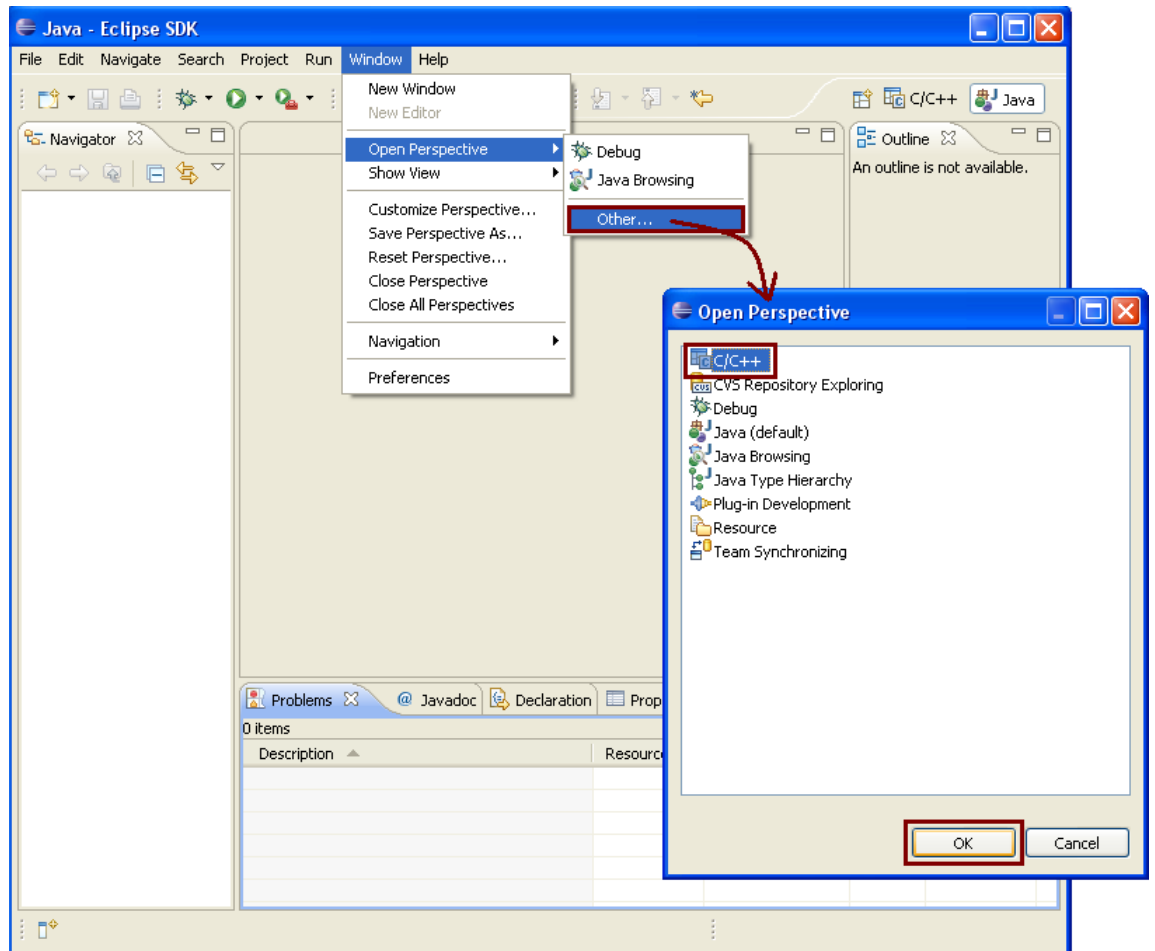 Java - Eclipse SDK
File Edit Navigate Search Project Run Window Help
C/C++ Java
New Window
New Editor
Open Perspective
Show View
Customize Perspective...
Save Perspective As...
Reset Perspective...
Close Perspective
Close All Perspectives
Navigation
Preferences
Debug
Java Browsing
Other...
Navigator
Outline
An outline is not available.
Open Perspective
C/C++
CVS Repository Exploring
Debug
Java (default)
Java Browsing
Java Type Hierarchy
Plug-in Development
Resource
Team Synchronizing
OK Cancel
Problems @ Javadoc Declaration Prop
0 items
Description Resourc